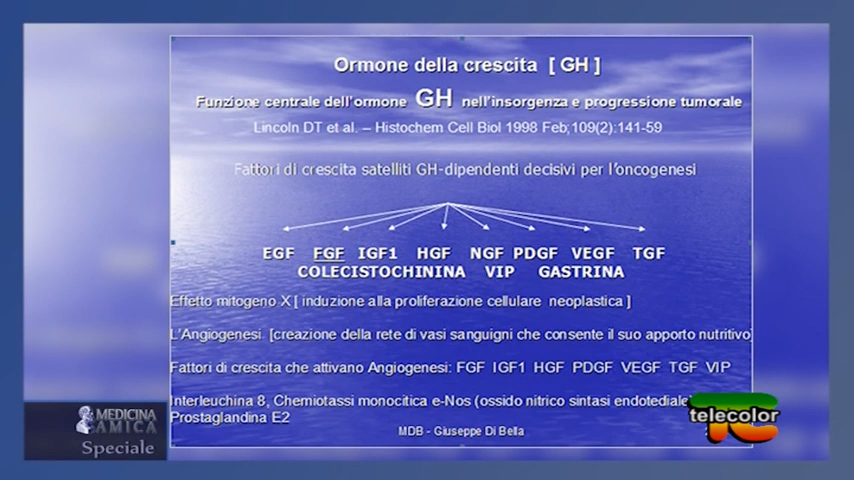 Ormone della crescita [ GH ]
Funzione centrale dell'ormone GH nell'insorgenza e progressione tumorale
Lincoln DT et al. – Histochem Cell Biol 1998 Feb;109(2):141-59
Fattori di crescita satelliti GH-dipendenti decisivi per l'oncogenesi
EGF FGF IGF1 HGF NGF PDGF VEGF TGF
COLECISTOCHININA VIP GASTRINA
Effetto mitogeno X [ induzione alla proliferazione cellulare neoplastica ]
L'Angiogenesi [creazione della rete di vasi sanguigni che consente il suo apporto nutritivo
Fattori di crescita che attivano Angiogenesi: FGF IGF1 HGF PDGF VEGF TGF VIP
Interleuchina 8, Chemiotassi monocitica e-Nos (ossido nitrico sintasi endotediale
Prostaglandina E2
MDB - Giuseppe Di Bella
MEDICINA
AMICA
Speciale
telecolor